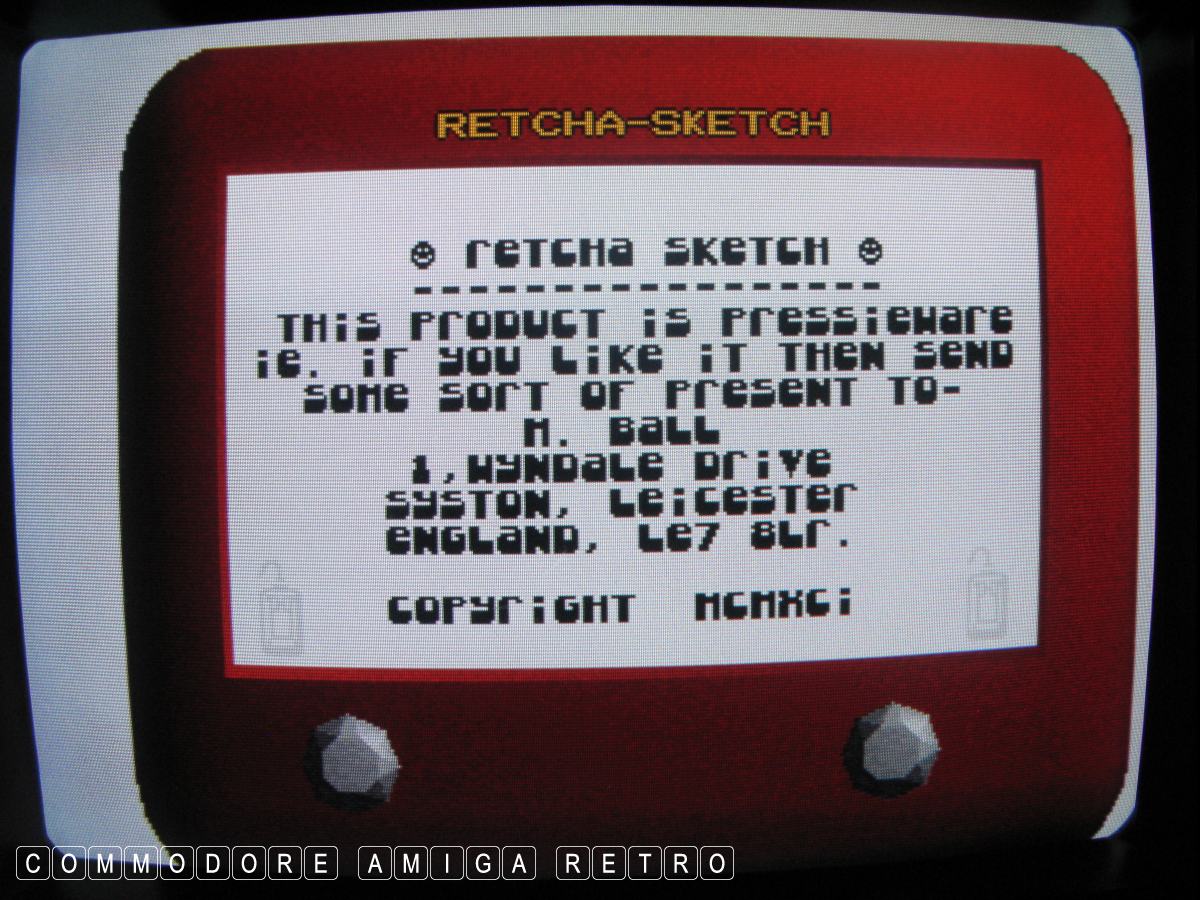 RETCHA-SKETCH
☻ reTCHa SKeTCH ☻
-----------------
THiS PrODUCT iS PreSSieWare
ie. iF yOU LiKe iT THeN SeND
SOMe SOrT OF PreSeNT TO-
M. BaLL
1,WyNDaLe DriVe
SySTON, LeiCeSTer
eNGLaND, Le7 8Lr.
COPyriGHT MCMXCi
COMMODORE AMIGA RETRO